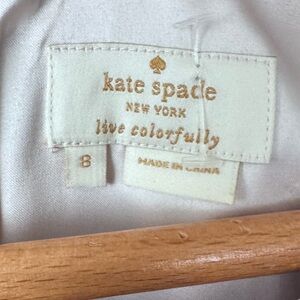 kate spade
NEW YORK
live colorfully
8
MADE IN CHINA